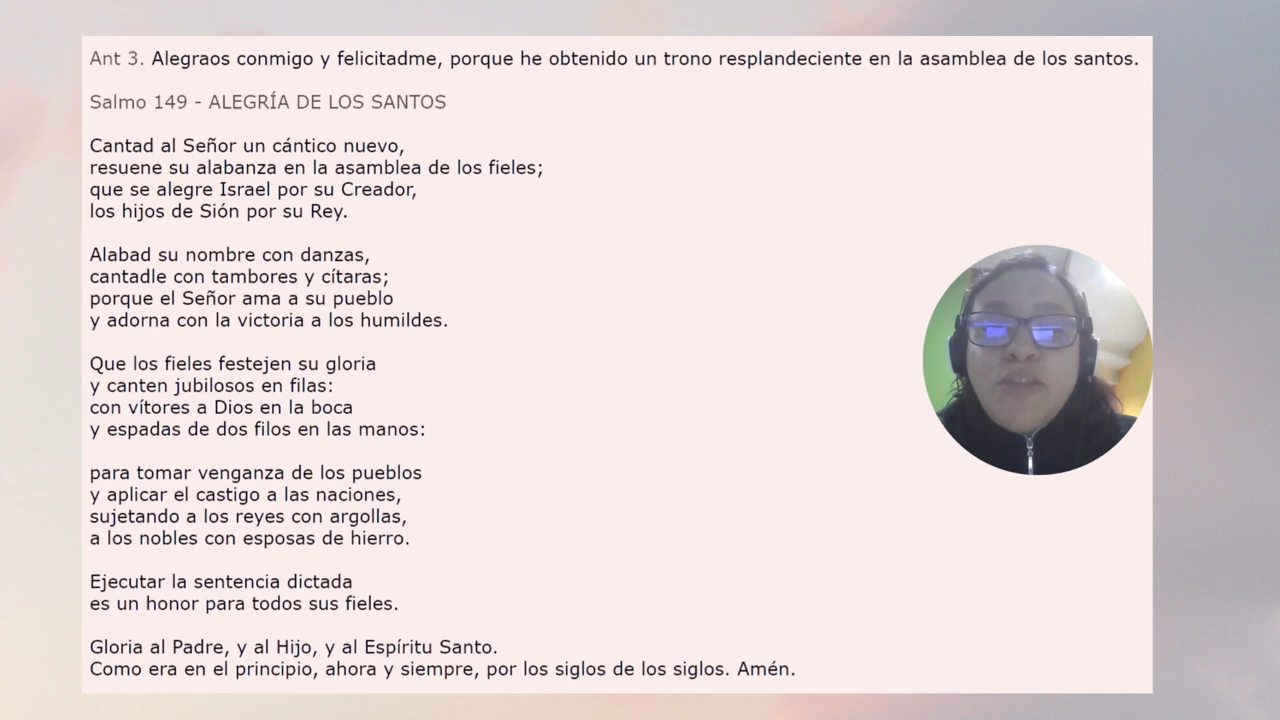 Ant 3. Alegraos conmigo y felicitadme, porque he obtenido un trono resplandeciente en la asamblea de los santos.
Salmo 149 - ALEGRÍA DE LOS SANTOS
Cantad al Señor un cántico nuevo,
resuene su alabanza en la asamblea de los fieles;
que se alegre Israel por su Creador,
los hijos de Sión por su Rey.
Alabad su nombre con danzas,
cantadle con tambores y cítaras;
porque el Señor ama a su pueblo
y adorna con la victoria a los humildes.
Que los fieles festejen su gloria
y canten jubilosos en filas:
con vítores a Dios en la boca
y espadas de dos filos en las manos:
para tomar venganza de los pueblos
y aplicar el castigo a las naciones,
sujetando a los reyes con argollas,
a los nobles con esposas de hierro.
Ejecutar la sentencia dictada
es un honor para todos sus fieles.
Gloria al Padre, y al Hijo, y al Espíritu Santo.
Como era en el principio, ahora y siempre, por los siglos de los siglos. Amén.